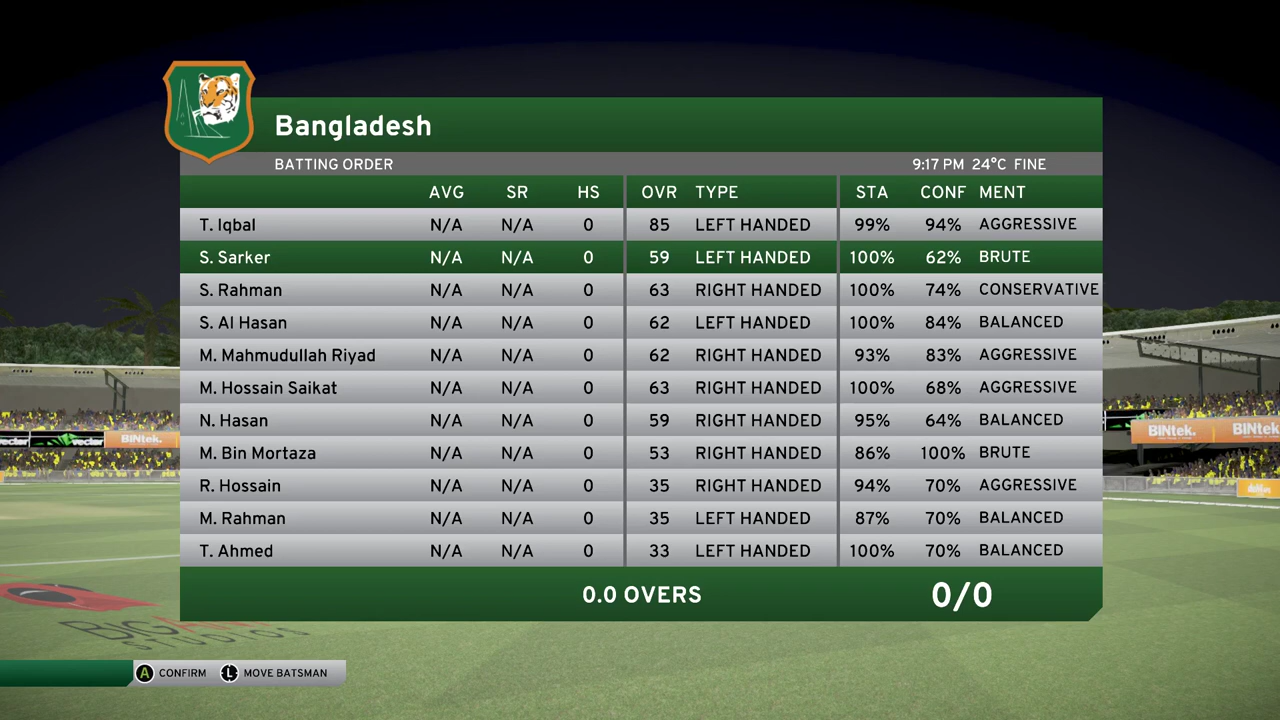 Bangladesh
BATTING ORDER 9:17 PM 24°C FINE
AVG SR HS OVR TYPE STA CONF MENT
T. Iqbal N/A N/A 0 85 LEFT HANDED 99% 94% AGGRESSIVE
S. Sarker N/A N/A 0 59 LEFT HANDED 100% 62% BRUTE
S. Rahman N/A N/A 0 63 RIGHT HANDED 100% 74% CONSERVATIVE
S. Al Hasan N/A N/A 0 62 LEFT HANDED 100% 84% BALANCED
M. Mahmudullah Riyad N/A N/A 0 62 RIGHT HANDED 93% 83% AGGRESSIVE
M. Hossain Saikat N/A N/A 0 63 RIGHT HANDED 100% 68% AGGRESSIVE
N. Hasan N/A N/A 0 59 RIGHT HANDED 95% 64% BALANCED
BINtek.
BINtek. BINtek.
M. Bin Mortaza N/A N/A 0 53 RIGHT HANDED 86% 100% BRUTE
R. Hossain N/A N/A 0 35 RIGHT HANDED 94% 70% AGGRESSIVE
M. Rahman N/A N/A 0 35 LEFT HANDED 87% 70% BALANCED
T. Ahmed N/A N/A 0 33 LEFT HANDED 100% 70% BALANCED
0.0 OVERS 0/0
BIGANT
STUDIOS
A CONFIRM L MOVE BATSMAN